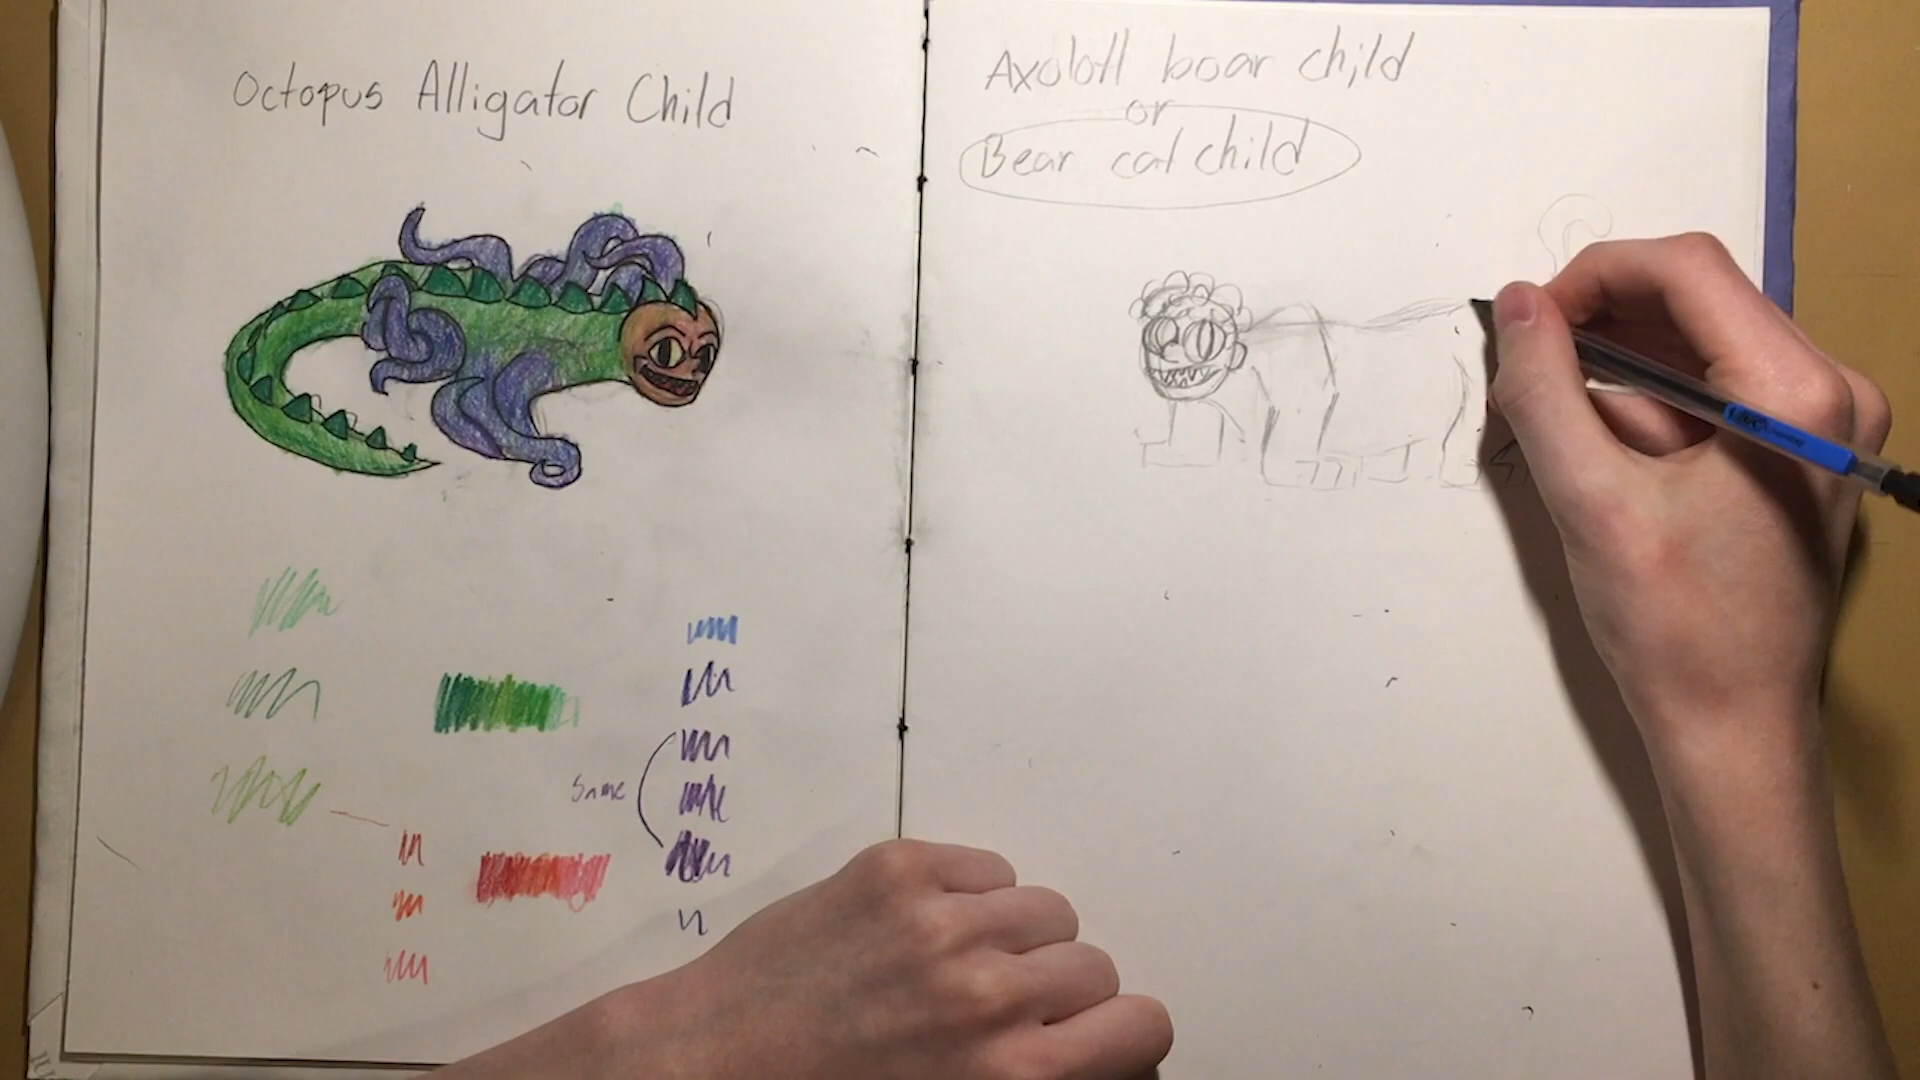 Octopus Alligator Child
Same
Axolotl boar child
or
Bear cat child